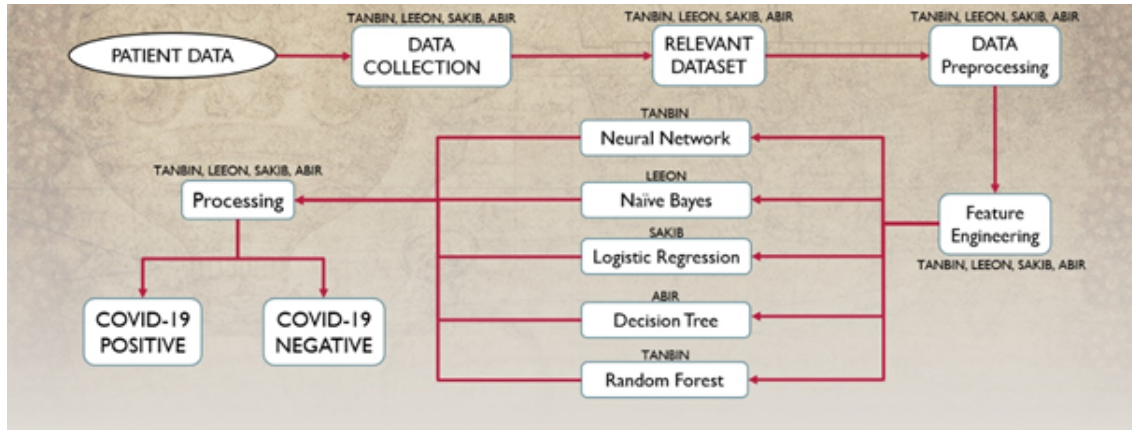 TANBIN, LEEON, SAKIB, ABIR
TANBIN, LEEON, SAKIB, ABIR
TANBIN, LEEON, SAKIB, ABIR
PATIENT DATA
DATA
COLLECTION
RELEVANT
DATASET
DATA
Preprocessing
TANBIN
Neural Network
TANBIN, LEEON, SAKIB, ABIR
Processing
LEEON
Naïve Bayes
Feature
Engineering
TANBIN, LEEON, SAKIB, ABIR
SAKIB
Logistic Regression
ABIR
Decision Tree
TANBIN
Random Forest
COVID-19
POSITIVE
COVID-19
NEGATIVE